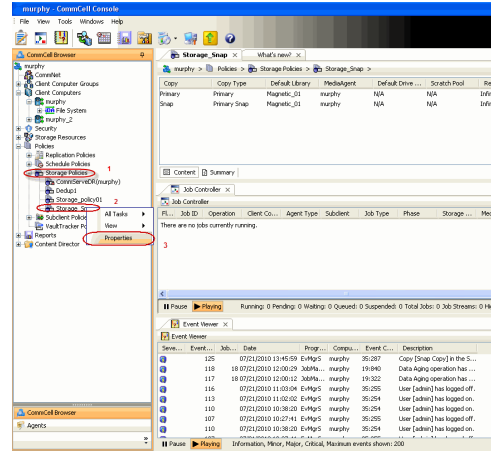 murphy - CommCell Console
File View Tools Windows Help
CommCell Browser
murphy
CommNet
Client Computer Groups
Client Computers
murphy
File System
murphy_2
Security
Storage Resources
Policies
Replication Policies
Schedule Policies
Storage Policies
1
CommServeDR(murphy)
Dedup1
Storage_policy01
2
Storage_Sn
Subclient Policie
VaultTracker Po
Reports
Content Director
All Tasks
View
Properties
3
CommCell Browser
Agents
Storage_Snap × What's new? ×
murphy > Policies > Storage Policies > Storage_Snap >
Copy Copy Type Default Library MediaAgent Default Drive ... Scratch Pool Re
Primary Primary Magnetic_01 murphy N/A N/A Infin
Snap Primary Snap Magnetic_01 murphy N/A N/A Infin
Content Summary
Job Controller ×
Job Controller
Fl... Job ID Operation Client Co... Agent Type Subclient Job Type Phase Storage ... Med
There are no jobs currently running.
Pause Playing Running: 0 Pending: 0 Waiting: 0 Queued: 0 Suspended: 0 Total Jobs: 0 Job Streams: 0 Hi
Event Viewer ×
Event Viewer
Seve... Event... Job... Date Progr... Compu... Event C... Description
125 07/21/2010 13:45:59 EvMgrS murphy 35:287 Copy [Snap Copy] in the S...
118 18 07/21/2010 12:00:29 JobMa... murphy 19:840 Data Aging operation has ...
117 18 07/21/2010 12:00:12 JobMa... murphy 19:322 Data Aging operation has ...
116 07/21/2010 11:03:04 EvMgrS murphy 35:255 User [admin] has logged off.
113 07/21/2010 11:02:02 EvMgrS murphy 35:254 User [admin] has logged on.
110 07/21/2010 10:38:20 EvMgrS murphy 35:254 User [admin] has logged on.
107 07/21/2010 10:27:41 EvMgrS murphy 35:255 User [admin] has logged off.
110 07/21/2010 10:38:20 EvMgrS murphy 35:254 User [admin] has logged on.
Pause Playing Information, Minor, Major, Critical, Maximum events shown: 200